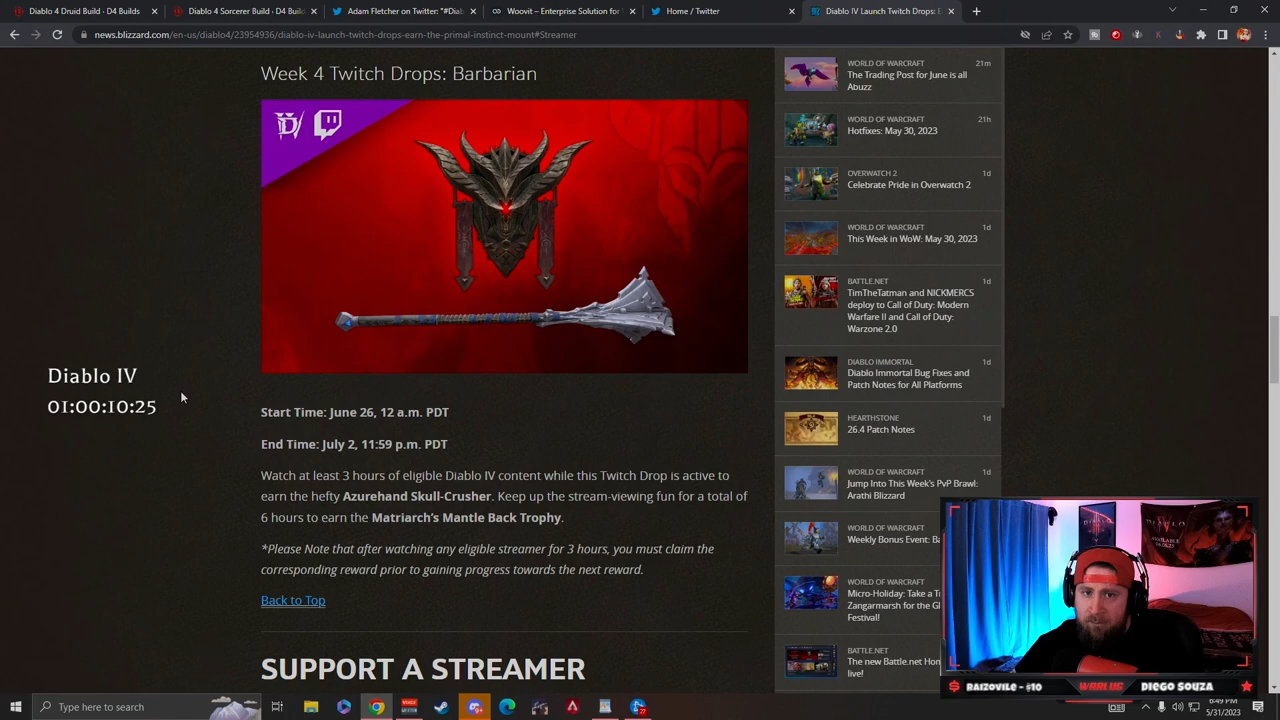 Diablo 4 Druid Build - D4 Builds
Diablo 4 Sorcerer Build - D4 Buil
Adam Fletcher on Twitter: "#Diab
Woovit – Enterprise Solution for
Home / Twitter
Diablo IV Launch Twitch Drops: E
news.blizzard.com/en-us/diablo4/23954936/diablo-iv-launch-twitch-drops-earn-the-primal-instinct-mount#Streamer
Week 4 Twitch Drops: Barbarian
Diablo IV
01:00:10:25
Start Time: June 26, 12 a.m. PDT
End Time: July 2, 11:59 p.m. PDT
Watch at least 3 hours of eligible Diablo IV content while this Twitch Drop is active to
earn the hefty Azurehand Skull-Crusher. Keep up the stream-viewing fun for a total of
6 hours to earn the Matriarch's Mantle Back Trophy.
*Please Note that after watching any eligible streamer for 3 hours, you must claim the
corresponding reward prior to gaining progress towards the next reward.
Back to Top
SUPPORT A STREAMER
WORLD OF WARCRAFT 21m
The Trading Post for June is all
Abuzz
WORLD OF WARCRAFT 21h
Hotfixes: May 30, 2023
OVERWATCH 2 1d
Celebrate Pride in Overwatch 2
WORLD OF WARCRAFT 1d
This Week in WoW: May 30, 2023
BATTLE.NET 1d
TimTheTatman and NICKMERCS
deploy to Call of Duty: Modern
Warfare II and Call of Duty:
Warzone 2.0
DIABLO IMMORTAL 1d
Diablo Immortal Bug Fixes and
Patch Notes for All Platforms
HEARTHSTONE 1d
26.4 Patch Notes
WORLD OF WARCRAFT 1d
Jump Into This Week's PvP Brawl:
Arathi Blizzard
WORLD OF WARCRAFT
Weekly Bonus Event: Ba
WORLD OF WARCRAFT
Micro-Holiday: Take a T
Zangarmarsh for the Gl
Festival!
BATTLE.NET
The new Battle.net Hom
live!
DIABLO
DIABLO
AVAILABLE
06.06.23
RAIZOVILE - #10
WARLUG
DIEGO SOUZA
Type here to search
6:49 PM
5/31/2023